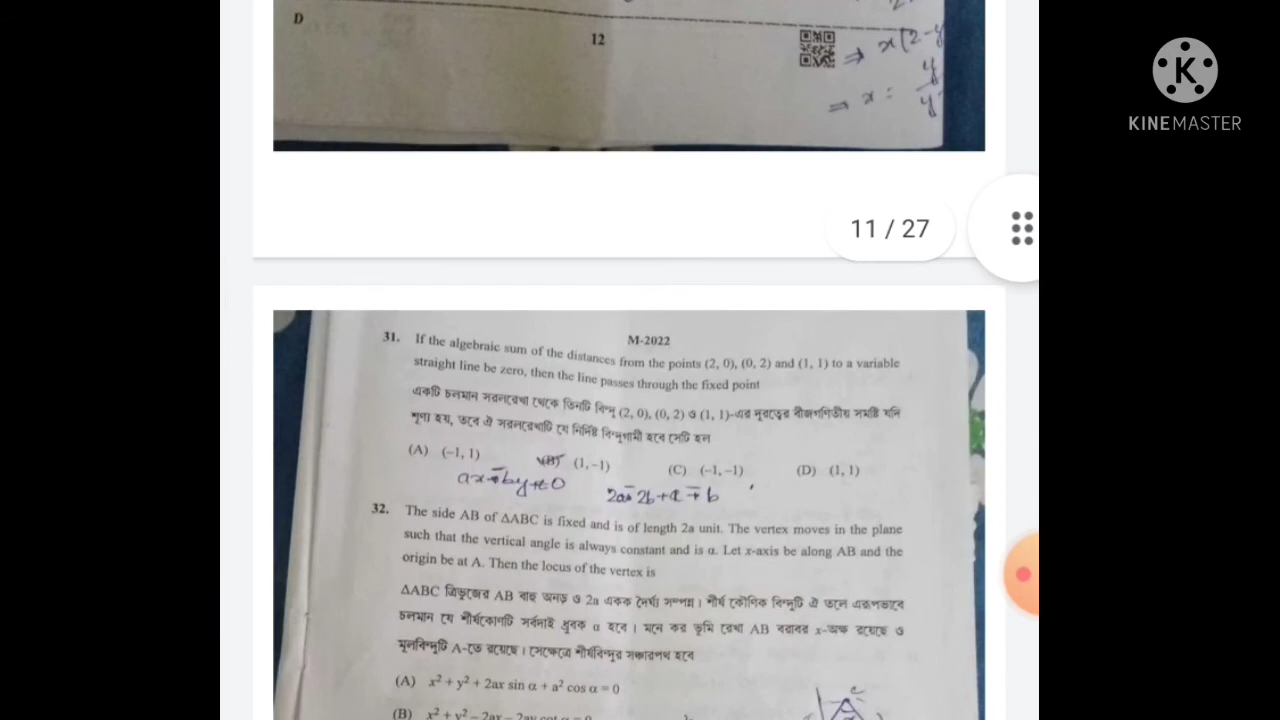 D
12
⇒ x(2-y
⇒ x = y
y
KINEMASTER
11 / 27
M-2022
31. If the algebraic sum of the distances from the points (2, 0), (0, 2) and (1, 1) to a variable
straight line be zero, then the line passes through the fixed point
একটি চলমান সরলরেখা থেকে তিনটি বিন্দু (2, 0), (0, 2) ও (1, 1)-এর দূরত্বের বীজগণিতীয় সমষ্টি যদি
শূণ্য হয়, তবে ঐ সরলরেখাটি যে নির্দিষ্ট বিন্দুগামী হবে সেটি হল
(A) (−1, 1) (B) (1, −1) (C) (−1, −1) (D) (1, 1)
32. The side AB of ΔABC is fixed and is of length 2a unit. The vertex moves in the plane
such that the vertical angle is always constant and is α. Let x-axis be along AB and the
origin be at A. Then the locus of the vertex is
ΔABC ত্রিভুজের AB বাহু অনড় ও 2a একক দৈর্ঘ্য সম্পন্ন। শীর্ষ কৌণিক বিন্দুটি ঐ তলে এরূপভাবে
চলমান যে শীর্ষকোণটি সর্বদাই ধ্রুবক α হবে। মনে কর ভূমি রেখা AB বরাবর x-অক্ষ রয়েছে ও
মূলবিন্দুটি A-তে রয়েছে। সেক্ষেত্রে শীর্ষবিন্দুর সঞ্চারপথ হবে
(A) x² + y² + 2ax sin α + a² cos α = 0
(B) x² + y² − 2ax − 2ay cot α = 0